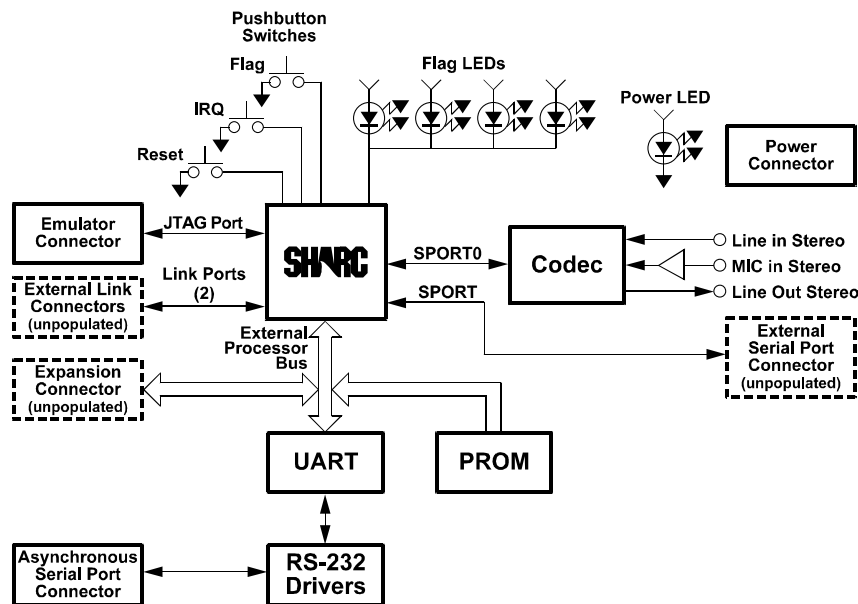 Pushbutton
Switches
Flag
Flag LEDs
IRQ
Power LED
Reset
Power
Connector
Emulator
Connector
JTAG Port
SHARC
SPORT0
Codec
Line in Stereo
MIC in Stereo
Line Out Stereo
External Link
Connectors
(unpopulated)
Link Ports
(2)
SPORT
External
Processor
Bus
External
Serial Port
Connector
(unpopulated)
Expansion
Connector
(unpopulated)
UART
PROM
Asynchronous
Serial Port
Connector
RS-232
Drivers